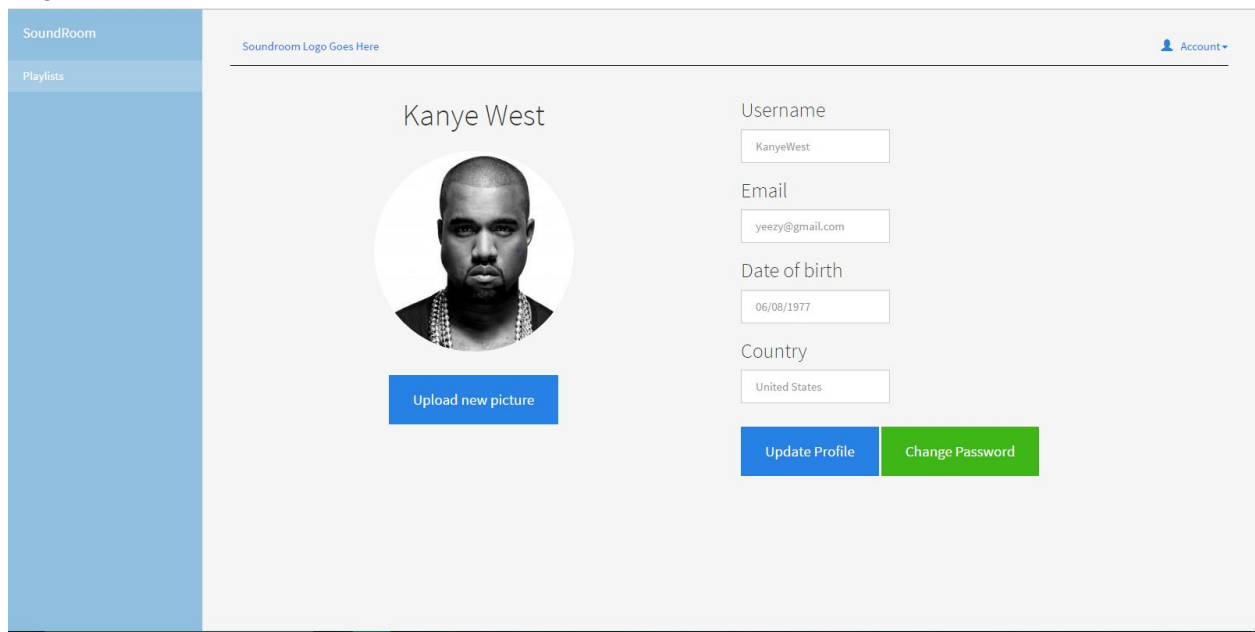 SoundRoom
Playlists
Soundroom Logo Goes Here
Account
Kanye West
Upload new picture
Username
KanyeWest
Email
yeezy@gmail.com
Date of birth
06/08/1977
Country
United States
Update Profile
Change Password